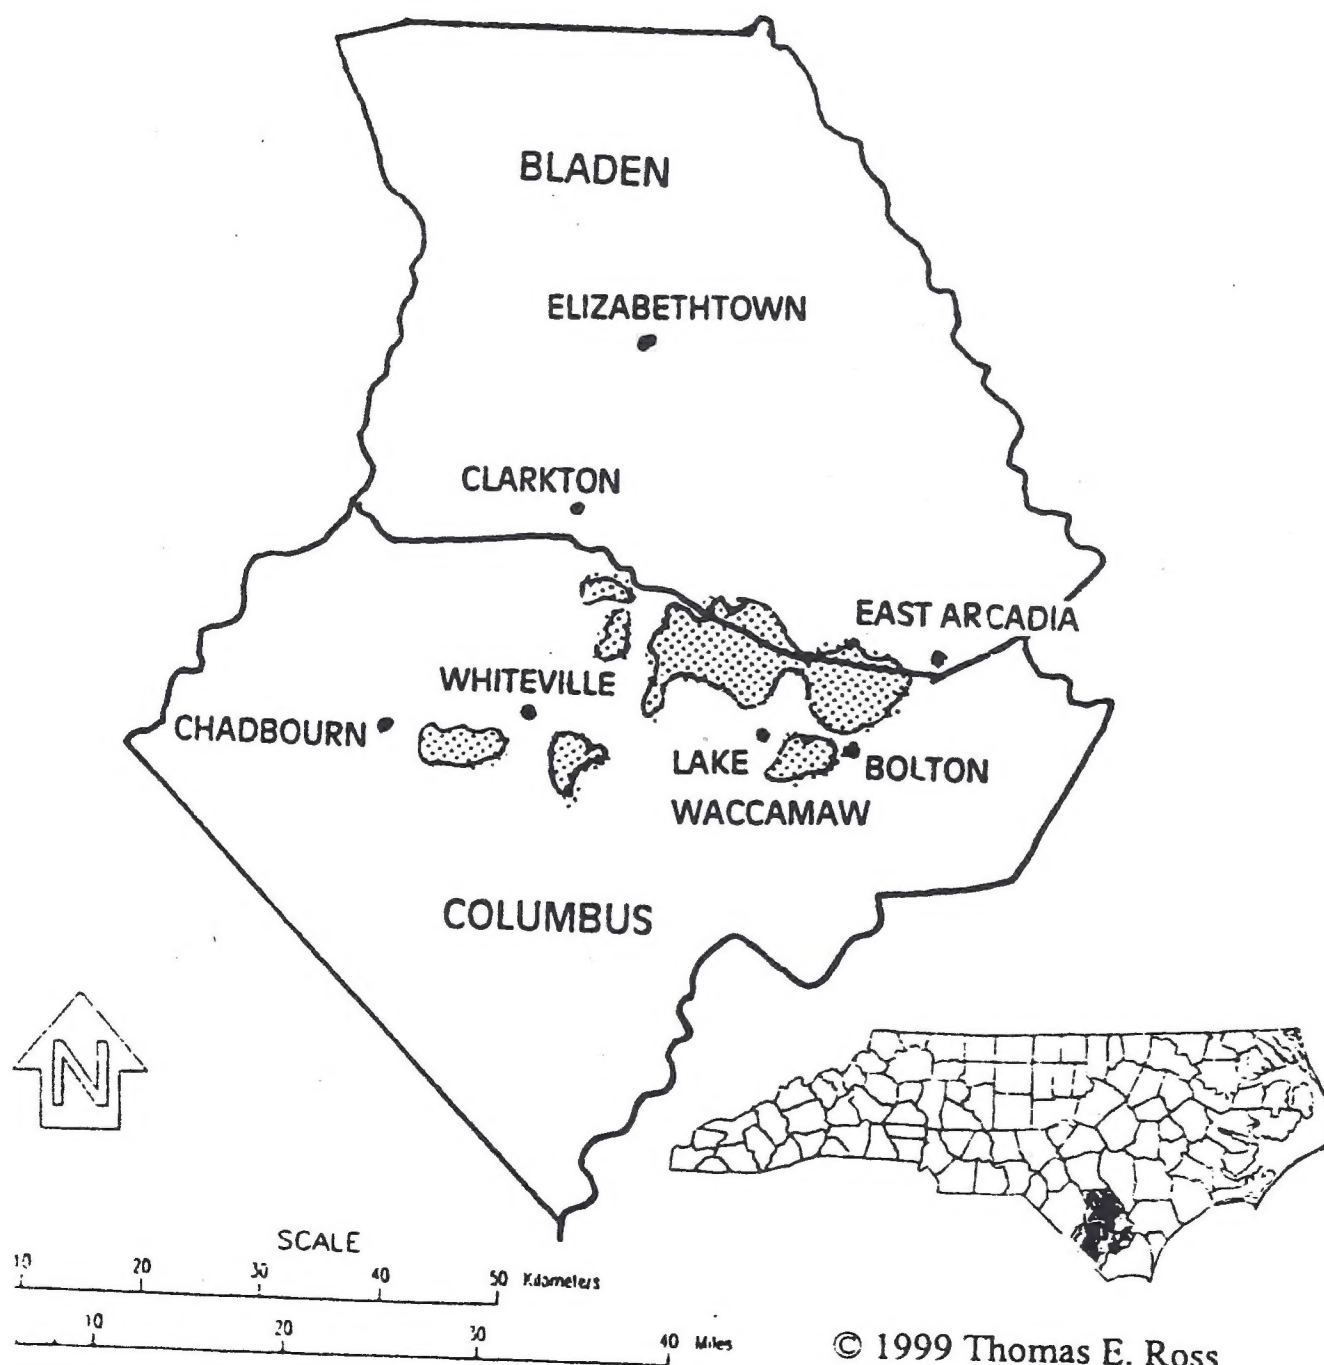 BLADEN
ELIZABETHTOWN
CLARKTON
EAST ARCADIA
WHITEVILLE
CHADBOURN
LAKE
WACCAMAW
BOLTON
COLUMBUS
N
SCALE
10 20 30 40 50 Kilometers
10 20 30 40 Miles
© 1999 Thomas E. Ross